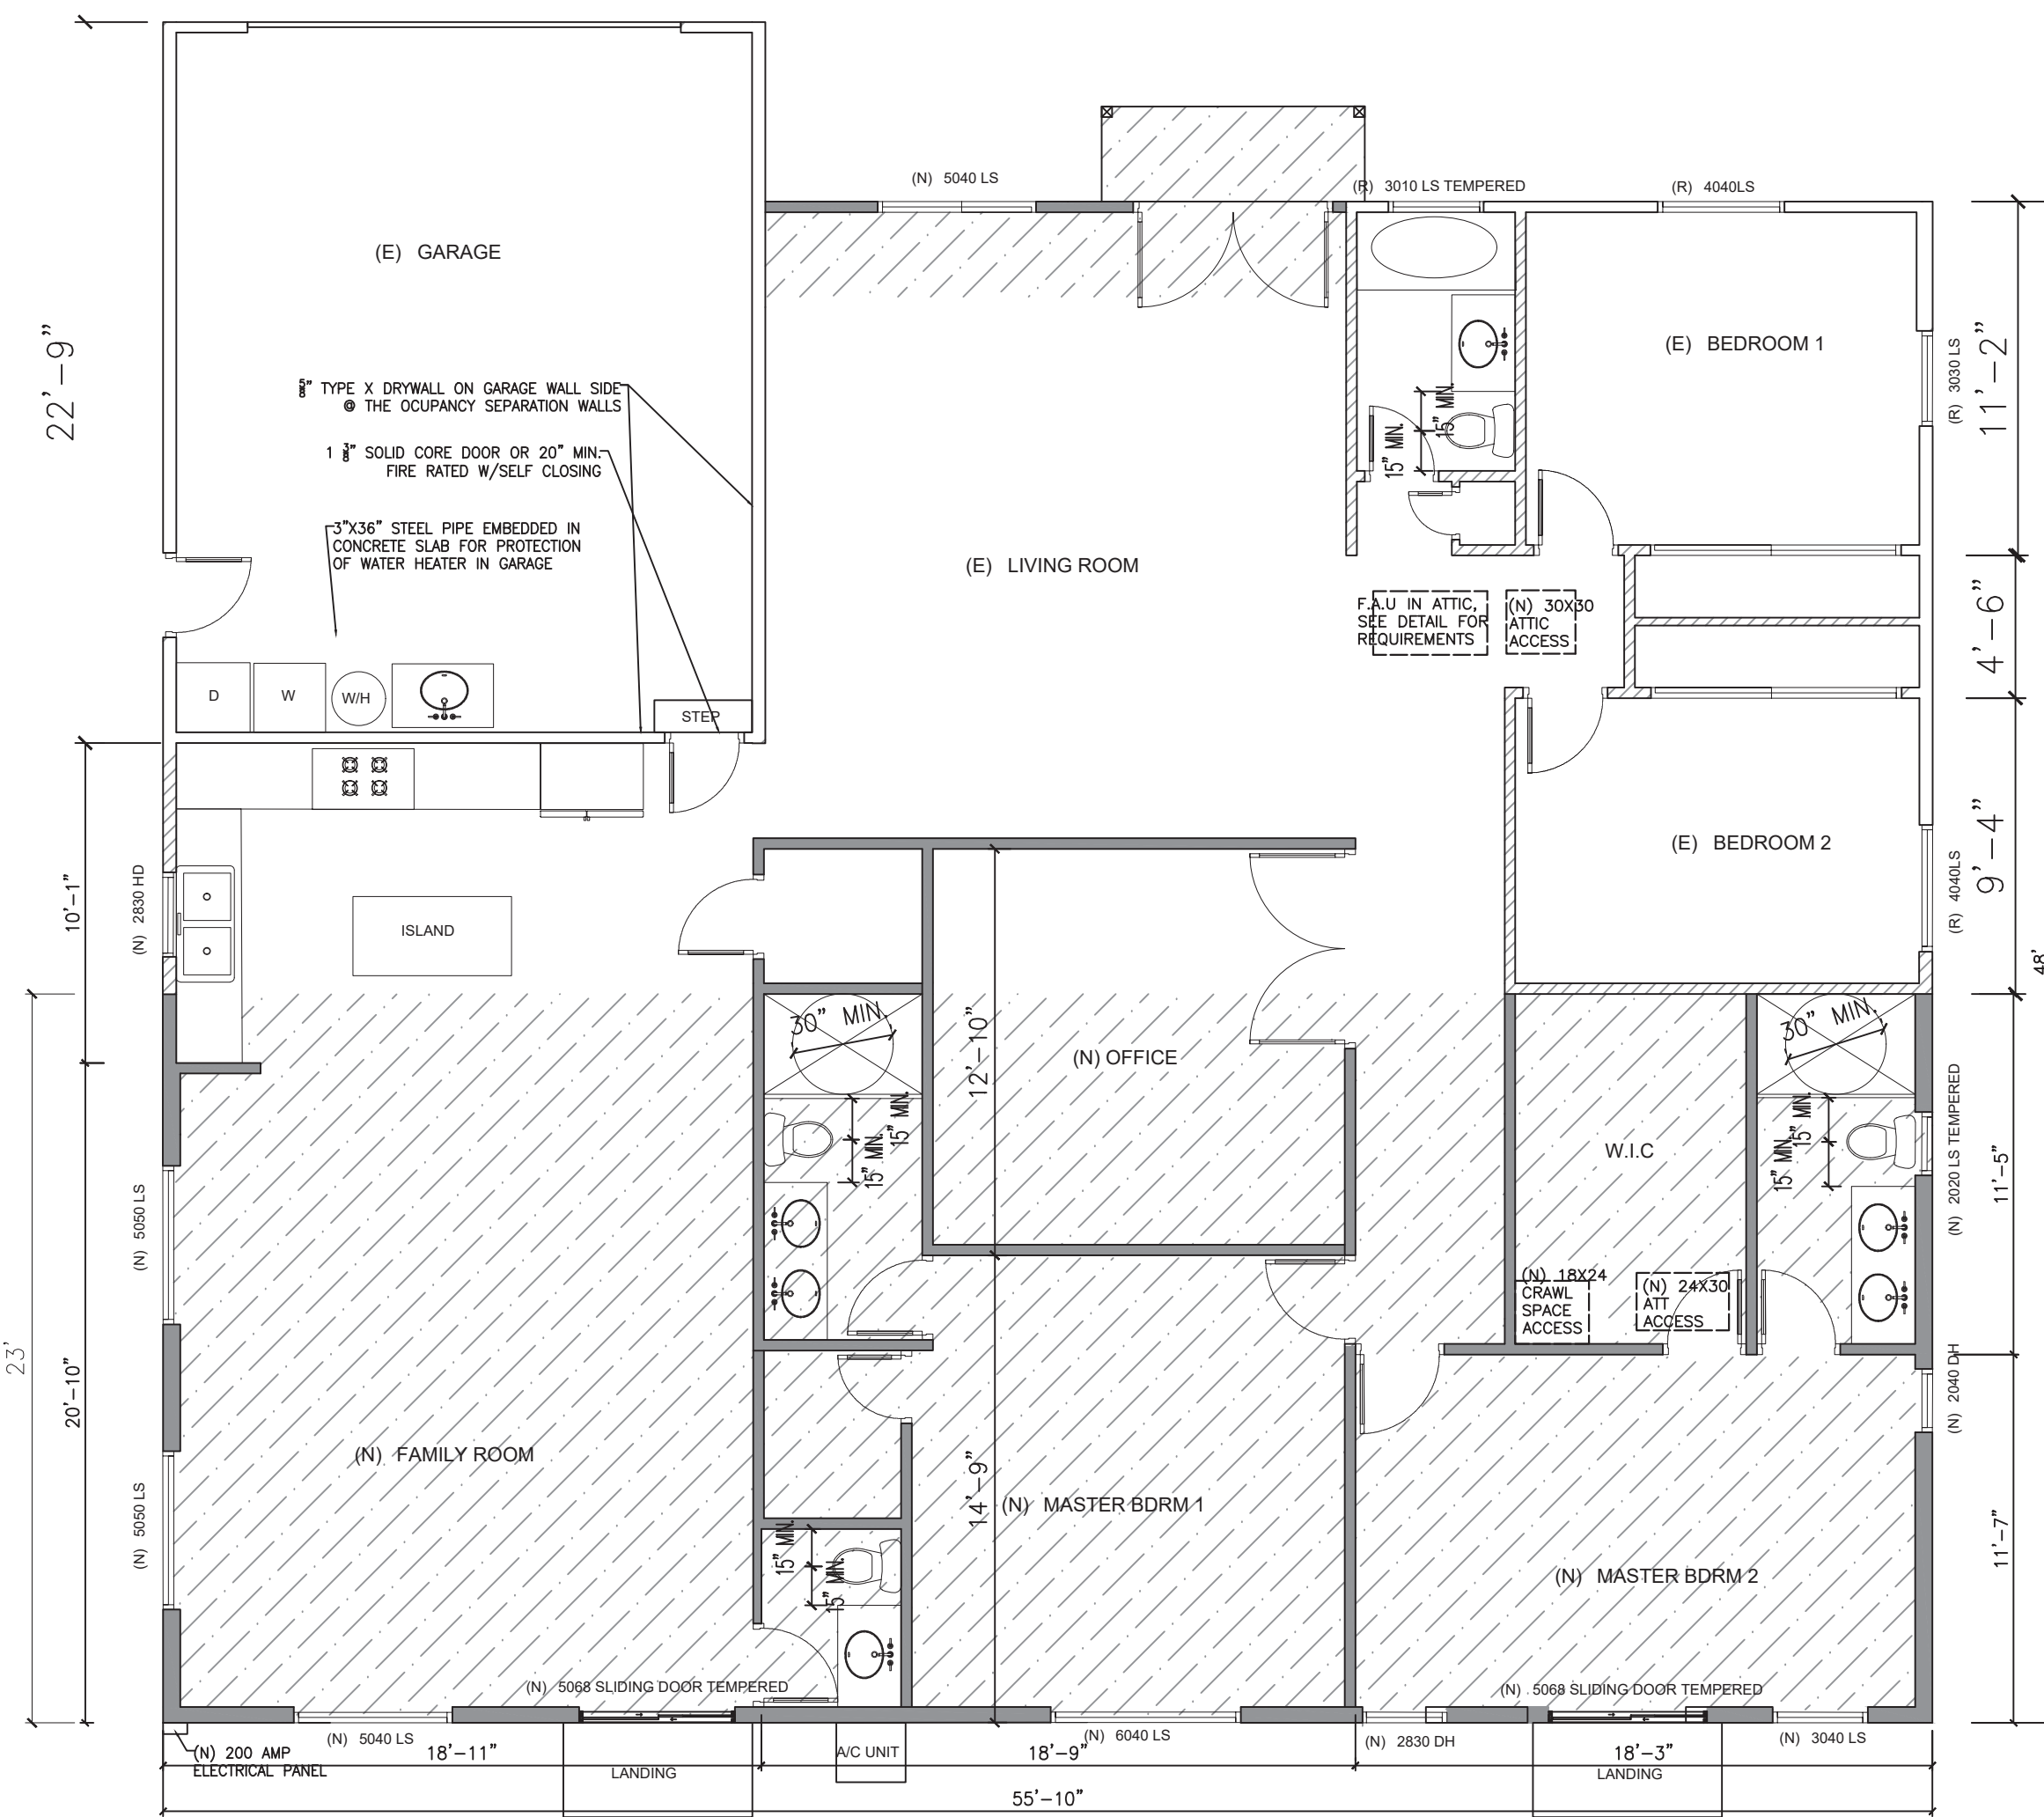 (N) 5040 LS
(R) 3010 LS TEMPERED
(R) 4040LS
(E) GARAGE
22'-9"
(E) BEDROOM 1
(R) 3030 LS
11'-2"
⅝" TYPE X DRYWALL ON GARAGE WALL SIDE
@ THE OCUPANCY SEPARATION WALLS
15" MIN.
15" MIN.
1 ⅜" SOLID CORE DOOR OR 20" MIN.
FIRE RATED W/SELF CLOSING
3"X36" STEEL PIPE EMBEDDED IN
CONCRETE SLAB FOR PROTECTION
OF WATER HEATER IN GARAGE
(E) LIVING ROOM
F.A.U IN ATTIC,
SEE DETAIL FOR
REQUIREMENTS
(N) 30X30
ATTIC
ACCESS
4'-6"
D
W
W/H
STEP
(E) BEDROOM 2
(R) 4040LS
9'-4"
48'
10'-1"
(N) 2830 HD
ISLAND
30" MIN.
12'-10"
(N) OFFICE
30" MIN.
15" MIN.
15" MIN.
W.I.C
15" MIN.
15" MIN.
(N) 2020 LS TEMPERED
11'-5"
(N) 5050 LS
(N) 18X24
CRAWL
SPACE
ACCESS
(N) 24X30
ATT
ACCESS
23'
20'-10"
(N) 2040 DH
(N) FAMILY ROOM
14'-9"
(N) MASTER BDRM 1
(N) 5050 LS
15" MIN.
15" MIN.
(N) MASTER BDRM 2
11'-7"
(N) 5068 SLIDING DOOR TEMPERED
(N) 5068 SLIDING DOOR TEMPERED
(N) 5040 LS
(N) 6040 LS
(N) 2830 DH
(N) 3040 LS
(N) 200 AMP
ELECTRICAL PANEL
18'-11"
A/C UNIT
18'-9"
18'-3"
LANDING
LANDING
55'-10"